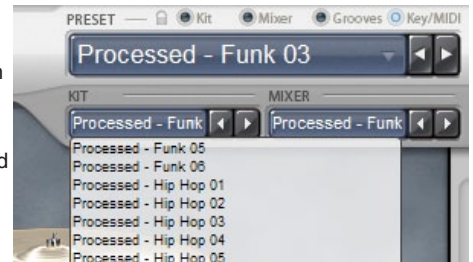 PRESET Kit Mixer Grooves Key/MIDI
Processed - Funk 03
KIT MIXER
Processed - Funk Processed - Funk
Processed - Funk 05
Processed - Funk 06
Processed - Hip Hop 01
Processed - Hip Hop 02
Processed - Hip Hop 03
Processed - Hip Hop 04
Processed - Hip Hop 05